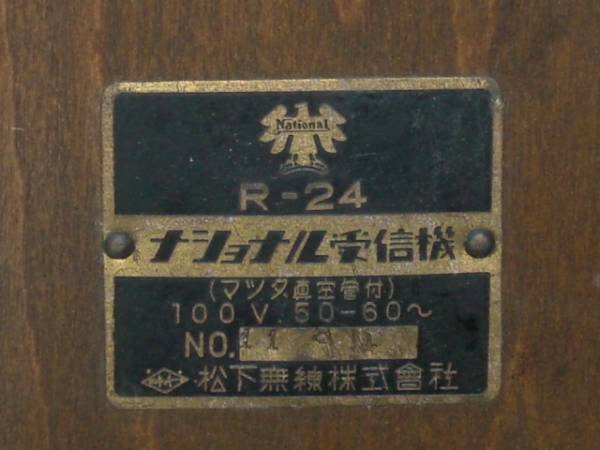 National
R-24
ナショナル受信機
(マツダ眞空管付)
100V 50-60～
NO.
松下無線株式會社